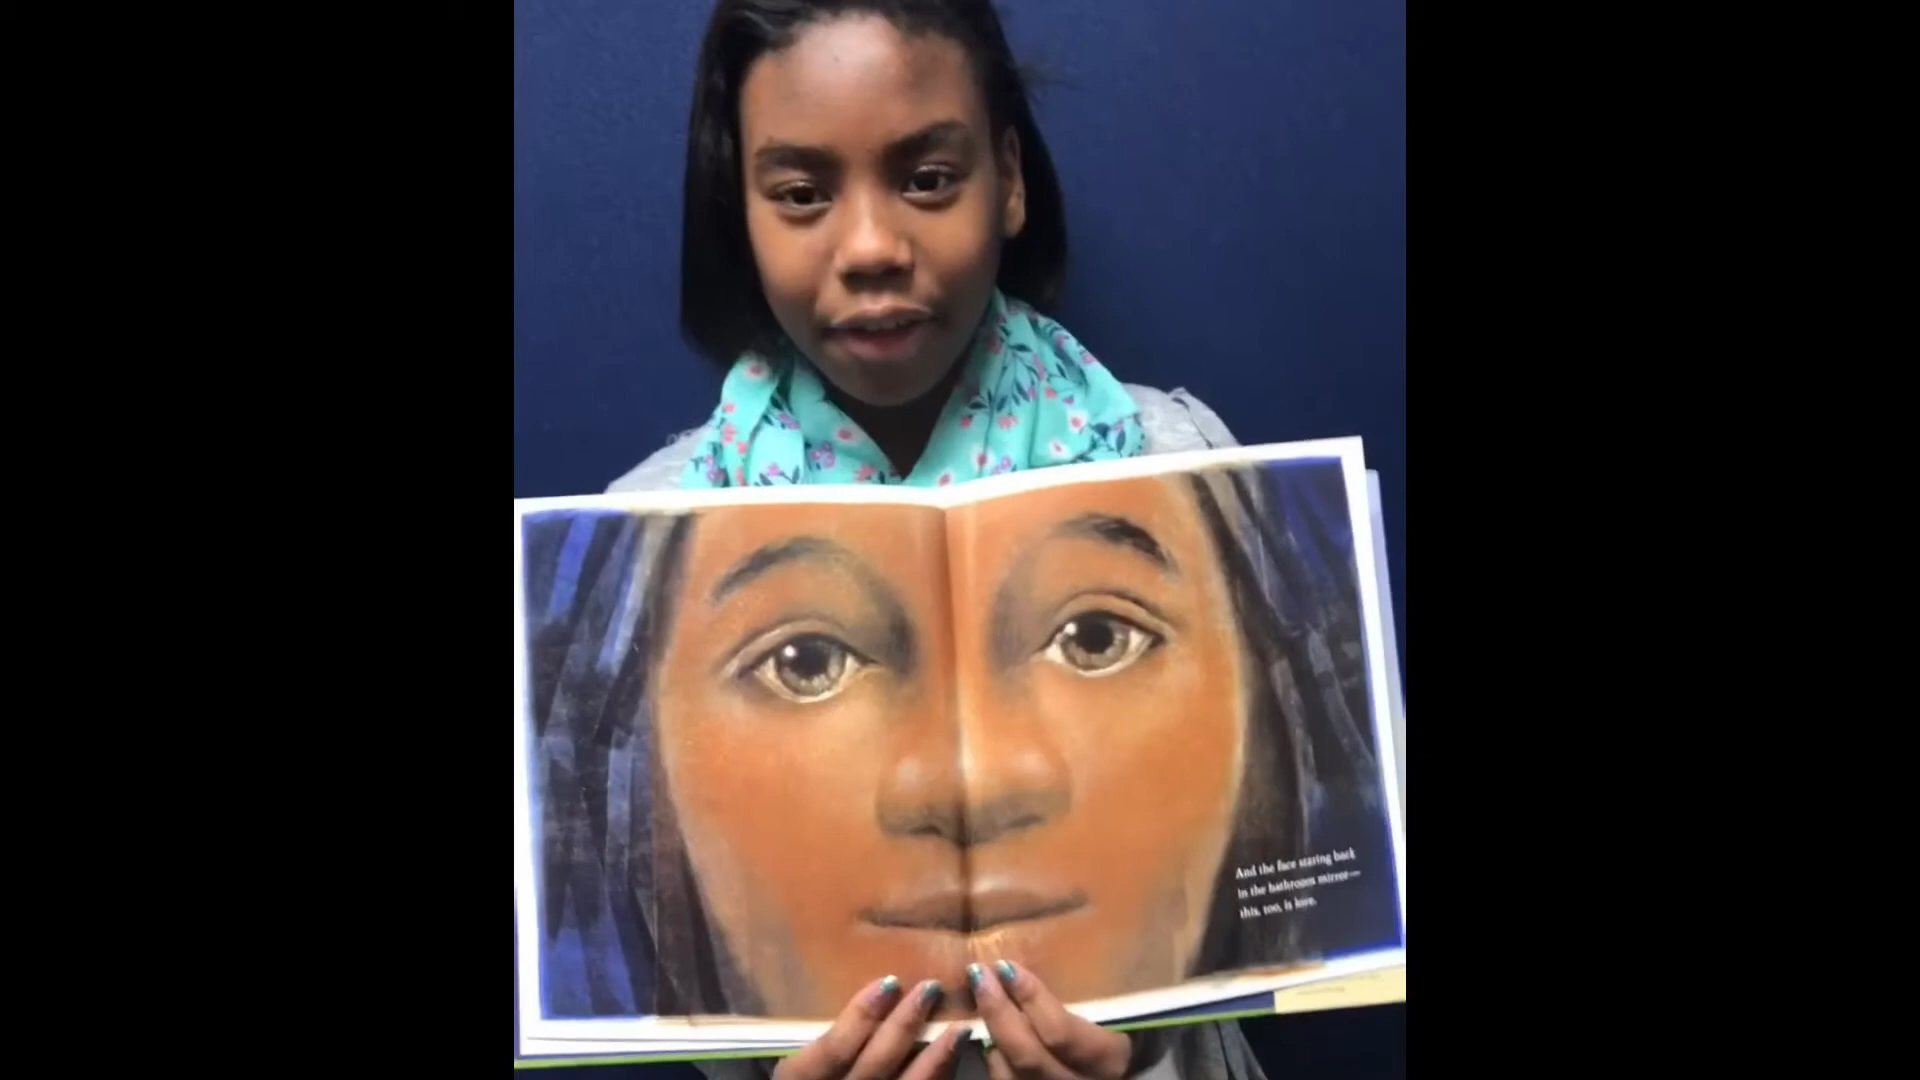 And the face staring back
in the bathroom mirror—
this, too, is love.